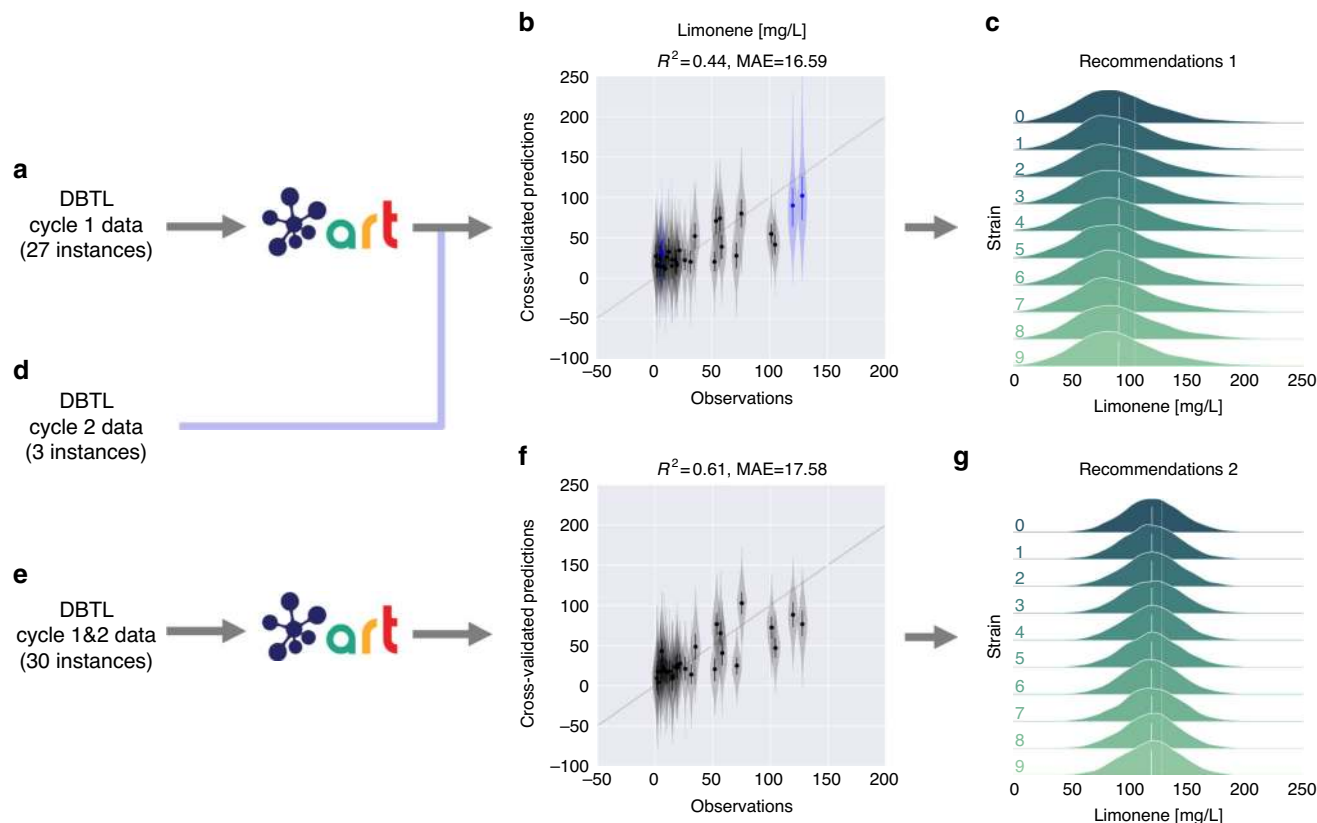 a
DBTL
cycle 1 data
(27 instances)
art
b
Limonene [mg/L]
R²=0.44, MAE=16.59
Cross-validated predictions
250
200
150
100
50
0
−50
−100
−50 0 50 100 150 200
Observations
c
Recommendations 1
Strain
0
1
2
3
4
5
6
7
8
9
0 50 100 150 200 250
Limonene [mg/L]
d
DBTL
cycle 2 data
(3 instances)
e
DBTL
cycle 1&2 data
(30 instances)
art
f
R²=0.61, MAE=17.58
Cross-validated predictions
250
200
150
100
50
0
−50
−100
−50 0 50 100 150 200
Observations
g
Recommendations 2
Strain
0
1
2
3
4
5
6
7
8
9
0 50 100 150 200 250
Limonene [mg/L]